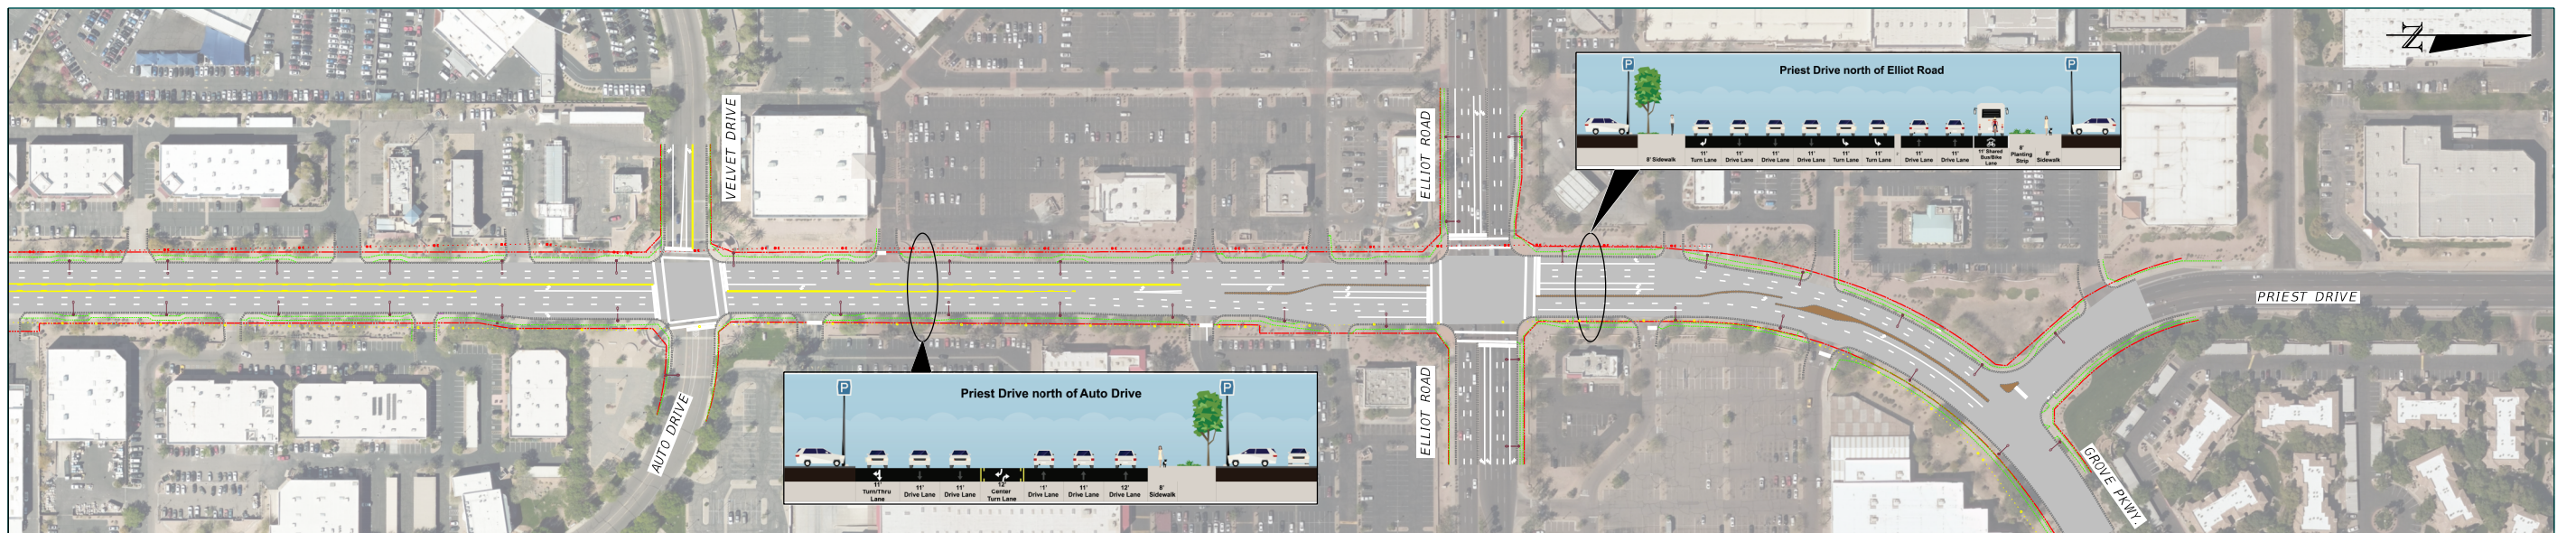 N
VELVET DRIVE
AUTO DRIVE
ELLIOT ROAD
ELLIOT ROAD
PRIEST DRIVE
GROVE PKWY.
P
P
Priest Drive north of Elliot Road
8' Sidewalk
11'
Turn Lane
11'
Drive Lane
11'
Drive Lane
11'
Drive Lane
11'
Turn Lane
11'
Turn Lane
11'
Drive Lane
11'
Drive Lane
11' Shared
Bus/Bike
Lane
8'
Planting
Strip
8'
Sidewalk
P
P
Priest Drive north of Auto Drive
11'
Turn/Thru
Lane
11'
Drive Lane
11'
Drive Lane
12'
Center
Turn Lane
11'
Drive Lane
11'
Drive Lane
12'
Drive Lane
8'
Sidewalk